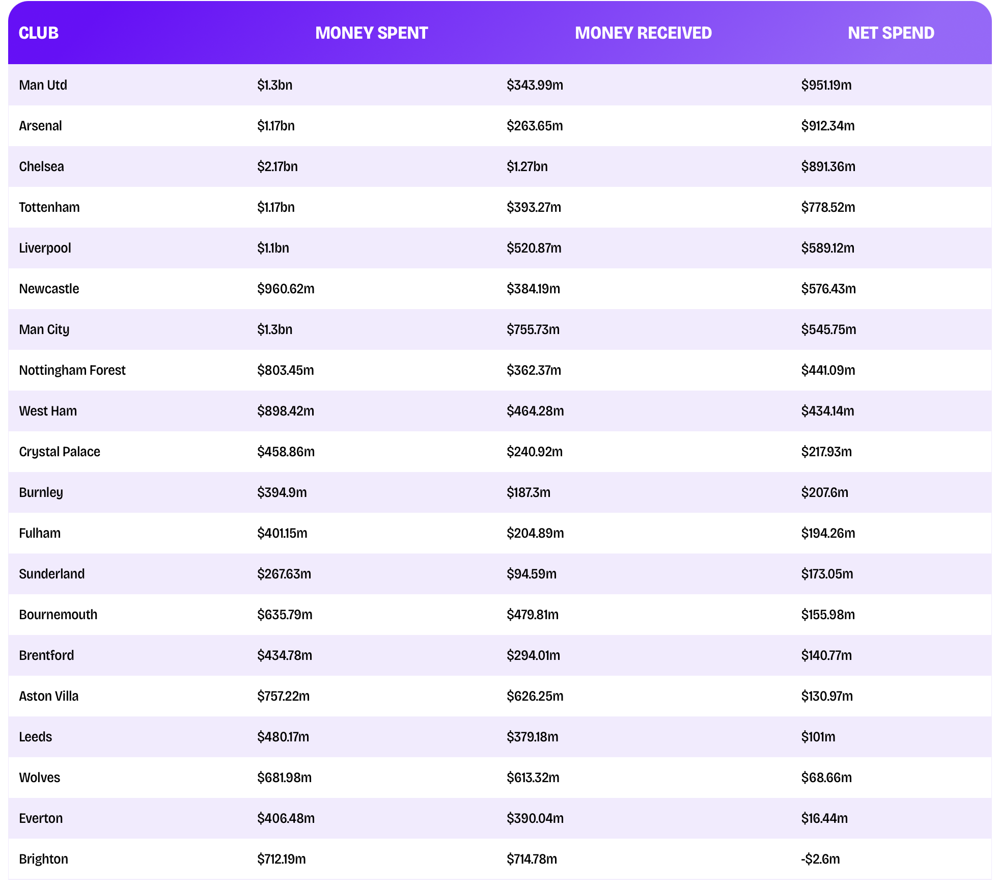 CLUB MONEY SPENT MONEY RECEIVED NET SPEND
Man Utd $1.3bn $343.99m $951.19m
Arsenal $1.17bn $263.65m $912.34m
Chelsea $2.17bn $1.27bn $891.36m
Tottenham $1.17bn $393.27m $778.52m
Liverpool $1.1bn $520.87m $589.12m
Newcastle $960.62m $384.19m $576.43m
Man City $1.3bn $755.73m $545.75m
Nottingham Forest $803.45m $362.37m $441.09m
West Ham $898.42m $464.28m $434.14m
Crystal Palace $458.86m $240.92m $217.93m
Burnley $394.9m $187.3m $207.6m
Fulham $401.15m $204.89m $194.26m
Sunderland $267.63m $94.59m $173.05m
Bournemouth $635.79m $479.81m $155.98m
Brentford $434.78m $294.01m $140.77m
Aston Villa $757.22m $626.25m $130.97m
Leeds $480.17m $379.18m $101m
Wolves $681.98m $613.32m $68.66m
Everton $406.48m $390.04m $16.44m
Brighton $712.19m $714.78m -$2.6m